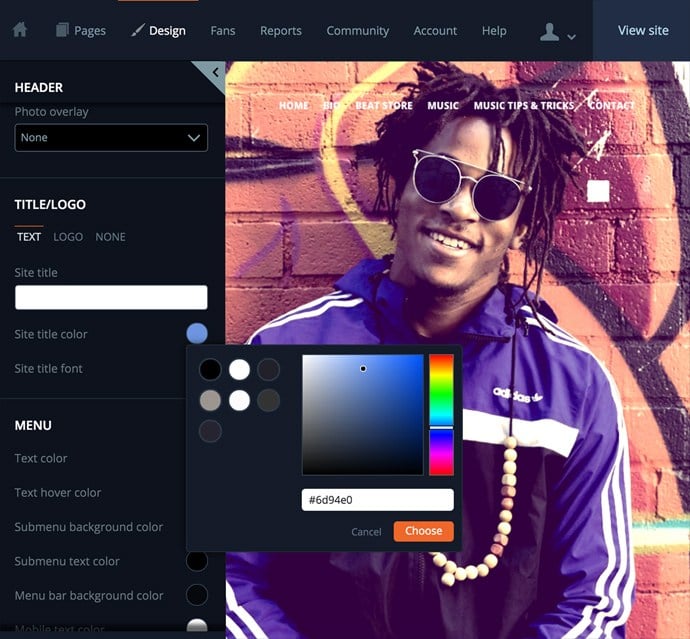 Pages
Design
Fans
Reports
Community
Account
Help
View site
HEADER
Photo overlay
None
TITLE/LOGO
TEXT LOGO NONE
Site title
Site title color
Site title font
MENU
Text color
Text hover color
Submenu background color
Submenu text color
Menu bar background color
Mobile text color
#6d94e0
Cancel
Choose
HOME BIO BEAT STORE MUSIC MUSIC TIPS & TRICKS CONTACT
adidas